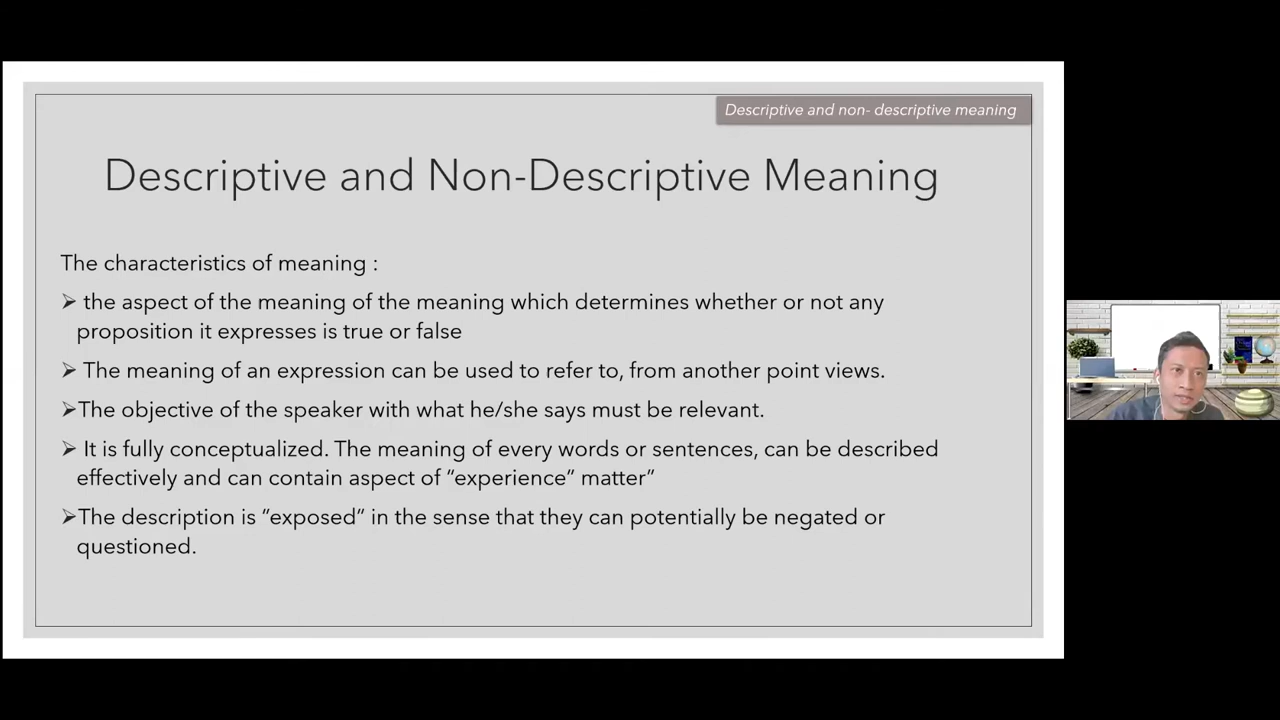 Descriptive and non- descriptive meaning
Descriptive and Non-Descriptive Meaning
The characteristics of meaning :
➢ the aspect of the meaning of the meaning which determines whether or not any
proposition it expresses is true or false
➢ The meaning of an expression can be used to refer to, from another point views.
➢The objective of the speaker with what he/she says must be relevant.
➢ It is fully conceptualized. The meaning of every words or sentences, can be described
effectively and can contain aspect of “experience“ matter”
➢The description is “exposed“ in the sense that they can potentially be negated or
questioned.